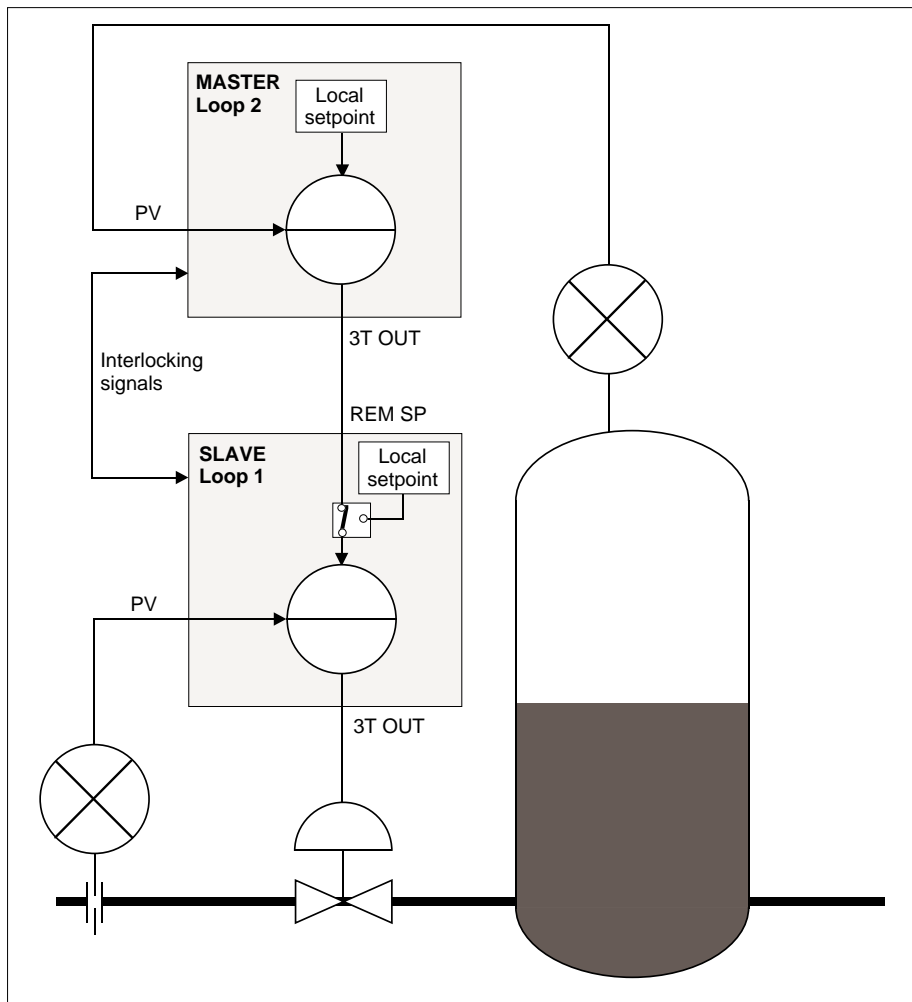 MASTER
Loop 2
Local
setpoint
PV
3T OUT
Interlocking
signals
REM SP
SLAVE
Loop 1
Local
setpoint
PV
3T OUT